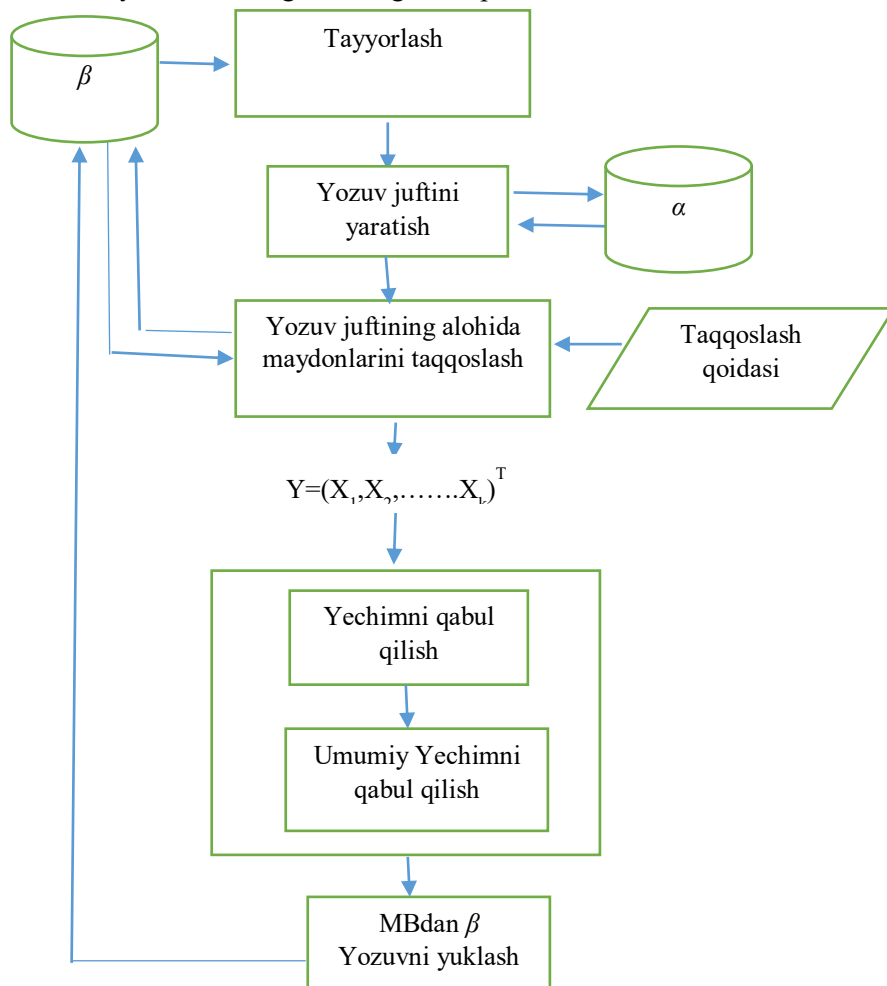 β
Tayyorlash
Yozuv juftini
yaratish
α
Yozuv juftining alohida
maydonlarini taqqoslash
Taqqoslash
qoidasi
Y=(X₁,X₂,…….Xₖ)ᵀ
Yechimni qabul
qilish
Umumiy Yechimni
qabul qilish
MBdan β
Yozuvni yuklash